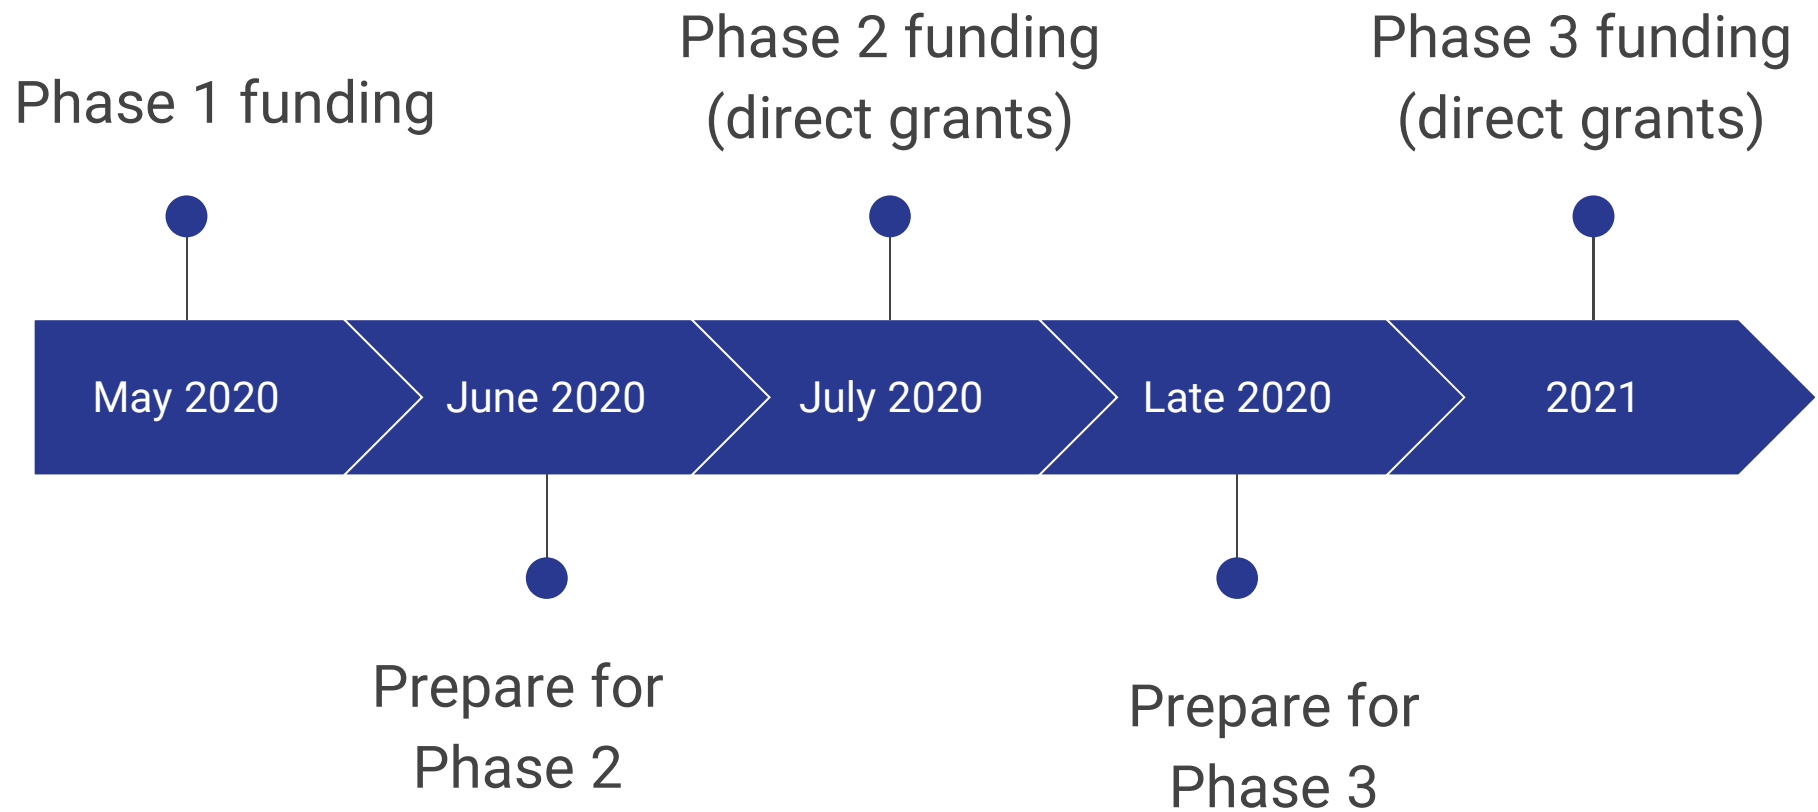 Phase 1 funding
Phase 2 funding
(direct grants)
Phase 3 funding
(direct grants)
May 2020
June 2020
July 2020
Late 2020
2021
Prepare for
Phase 2
Prepare for
Phase 3